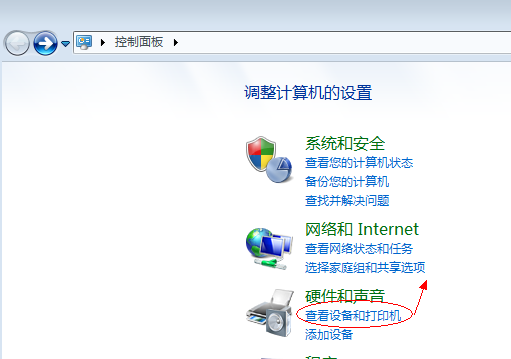 控制面板
调整计算机的设置
系统和安全
查看您的计算机状态
备份您的计算机
查找并解决问题
网络和 Internet
查看网络状态和任务
选择家庭组和共享选项
硬件和声音
查看设备和打印机
添加设备